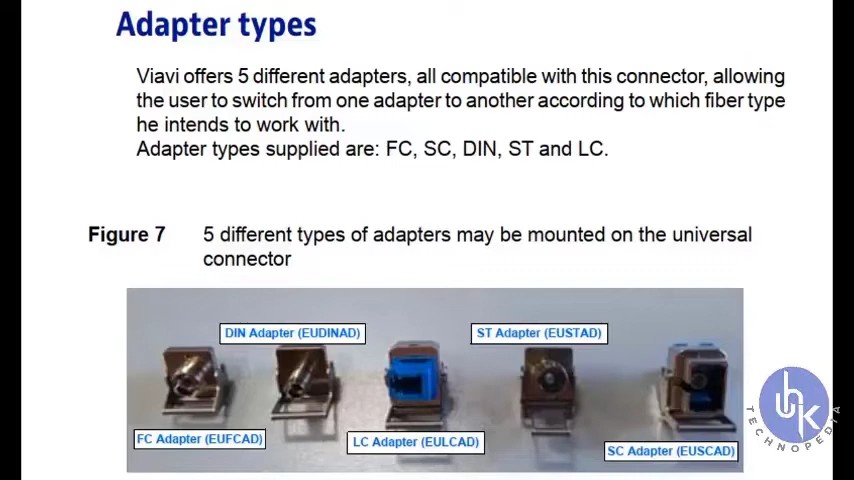 Adapter types
Viavi offers 5 different adapters, all compatible with this connector, allowing
the user to switch from one adapter to another according to which fiber type
he intends to work with.
Adapter types supplied are: FC, SC, DIN, ST and LC.
Figure 7 5 different types of adapters may be mounted on the universal
connector
DIN Adapter (EUDINAD)
ST Adapter (EUSTAD)
FC Adapter (EUFCAD)
LC Adapter (EULCAD)
SC Adapter (EUSCAD)
hk
TECHNOPEDIA